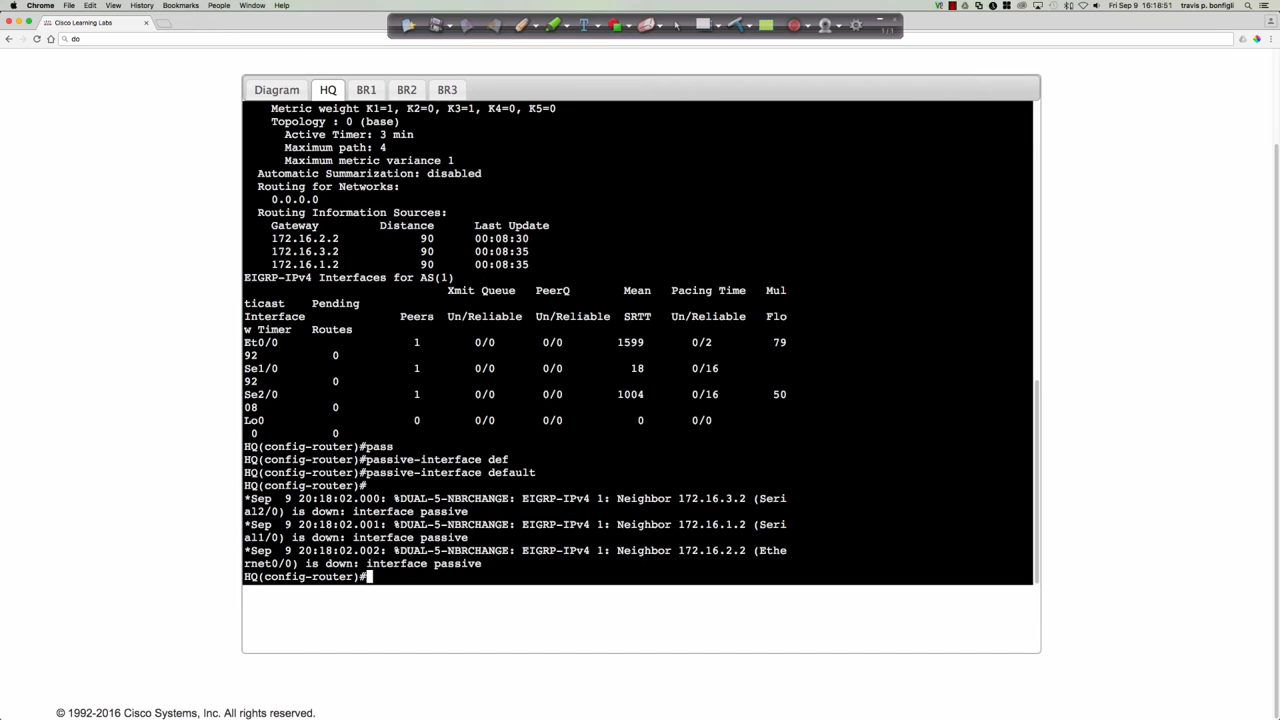 Chrome File Edit View History Bookmarks People Window Help
Fri Sep 9 16:18:51 travis p. bonfigli
Cisco Learning Labs
do
1/1
Diagram HQ BR1 BR2 BR3
Metric weight K1=1, K2=0, K3=1, K4=0, K5=0
Topology : 0 (base)
Active Timer: 3 min
Maximum path: 4
Maximum metric variance 1
Automatic Summarization: disabled
Routing for Networks:
0.0.0.0
Routing Information Sources:
Gateway Distance Last Update
172.16.2.2 90 00:08:30
172.16.3.2 90 00:08:35
172.16.1.2 90 00:08:35
EIGRP-IPv4 Interfaces for AS(1)
Xmit Queue PeerQ Mean Pacing Time Mul
ticast Pending
Interface Peers Un/Reliable Un/Reliable SRTT Un/Reliable Flo
w Timer Routes
Et0/0 1 0/0 0/0 1599 0/2 79
92 0
Se1/0 1 0/0 0/0 18 0/16
92 0
Se2/0 1 0/0 0/0 1004 0/16 50
08 0
Lo0 0 0/0 0/0 0 0/0
0 0
HQ(config-router)#pass
HQ(config-router)#passive-interface def
HQ(config-router)#passive-interface default
HQ(config-router)#
*Sep 9 20:18:02.000: %DUAL-5-NBRCHANGE: EIGRP-IPv4 1: Neighbor 172.16.3.2 (Seri
al2/0) is down: interface passive
*Sep 9 20:18:02.001: %DUAL-5-NBRCHANGE: EIGRP-IPv4 1: Neighbor 172.16.1.2 (Seri
al1/0) is down: interface passive
*Sep 9 20:18:02.002: %DUAL-5-NBRCHANGE: EIGRP-IPv4 1: Neighbor 172.16.2.2 (Ethe
rnet0/0) is down: interface passive
HQ(config-router)#
© 1992-2016 Cisco Systems, Inc. All rights reserved.